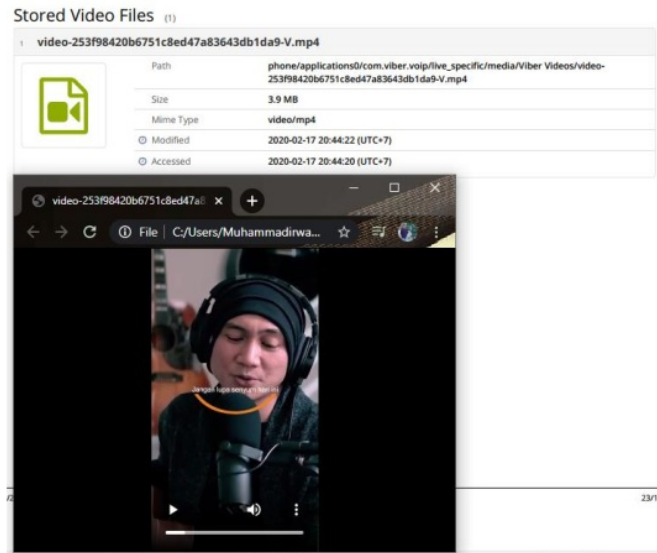 Stored Video Files (1)
1 video-253f98420b6751c8ed47a83643db1da9-V.mp4
Path phone/applications0/com.viber.voip/live_specific/media/Viber Videos/video-
253f98420b6751c8ed47a83643db1da9-V.mp4
Size 3.9 MB
Mime Type video/mp4
Modified 2020-02-17 20:44:22 (UTC+7)
Accessed 2020-02-17 20:44:20 (UTC+7)
video-253f98420b6751c8ed47a8
File | C:/Users/Muhammadirwa...
Jangan lupa senyum hari ini
23/1